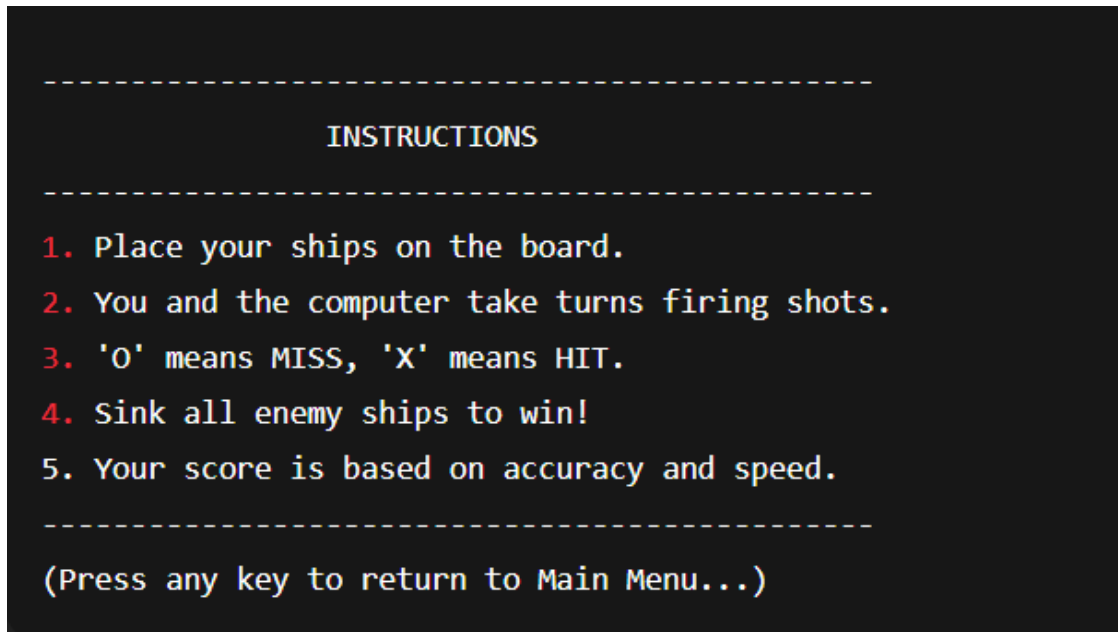 -----------------------------------------------
INSTRUCTIONS
-----------------------------------------------
1. Place your ships on the board.
2. You and the computer take turns firing shots.
3. 'O' means MISS, 'X' means HIT.
4. Sink all enemy ships to win!
5. Your score is based on accuracy and speed.
-----------------------------------------------
(Press any key to return to Main Menu...)